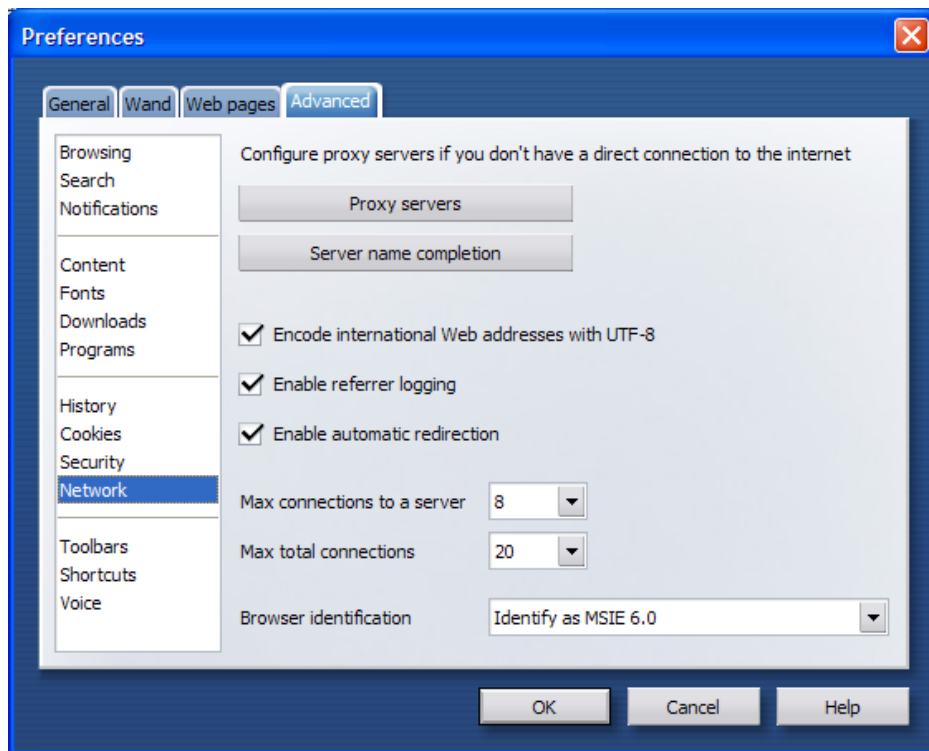 Preferences
General Wand Web pages Advanced
Browsing
Search
Notifications
Content
Fonts
Downloads
Programs
History
Cookies
Security
Network
Toolbars
Shortcuts
Voice
Configure proxy servers if you don't have a direct connection to the internet
Proxy servers
Server name completion
Encode international Web addresses with UTF-8
Enable referrer logging
Enable automatic redirection
Max connections to a server 8
Max total connections 20
Browser identification Identify as MSIE 6.0
OK Cancel Help